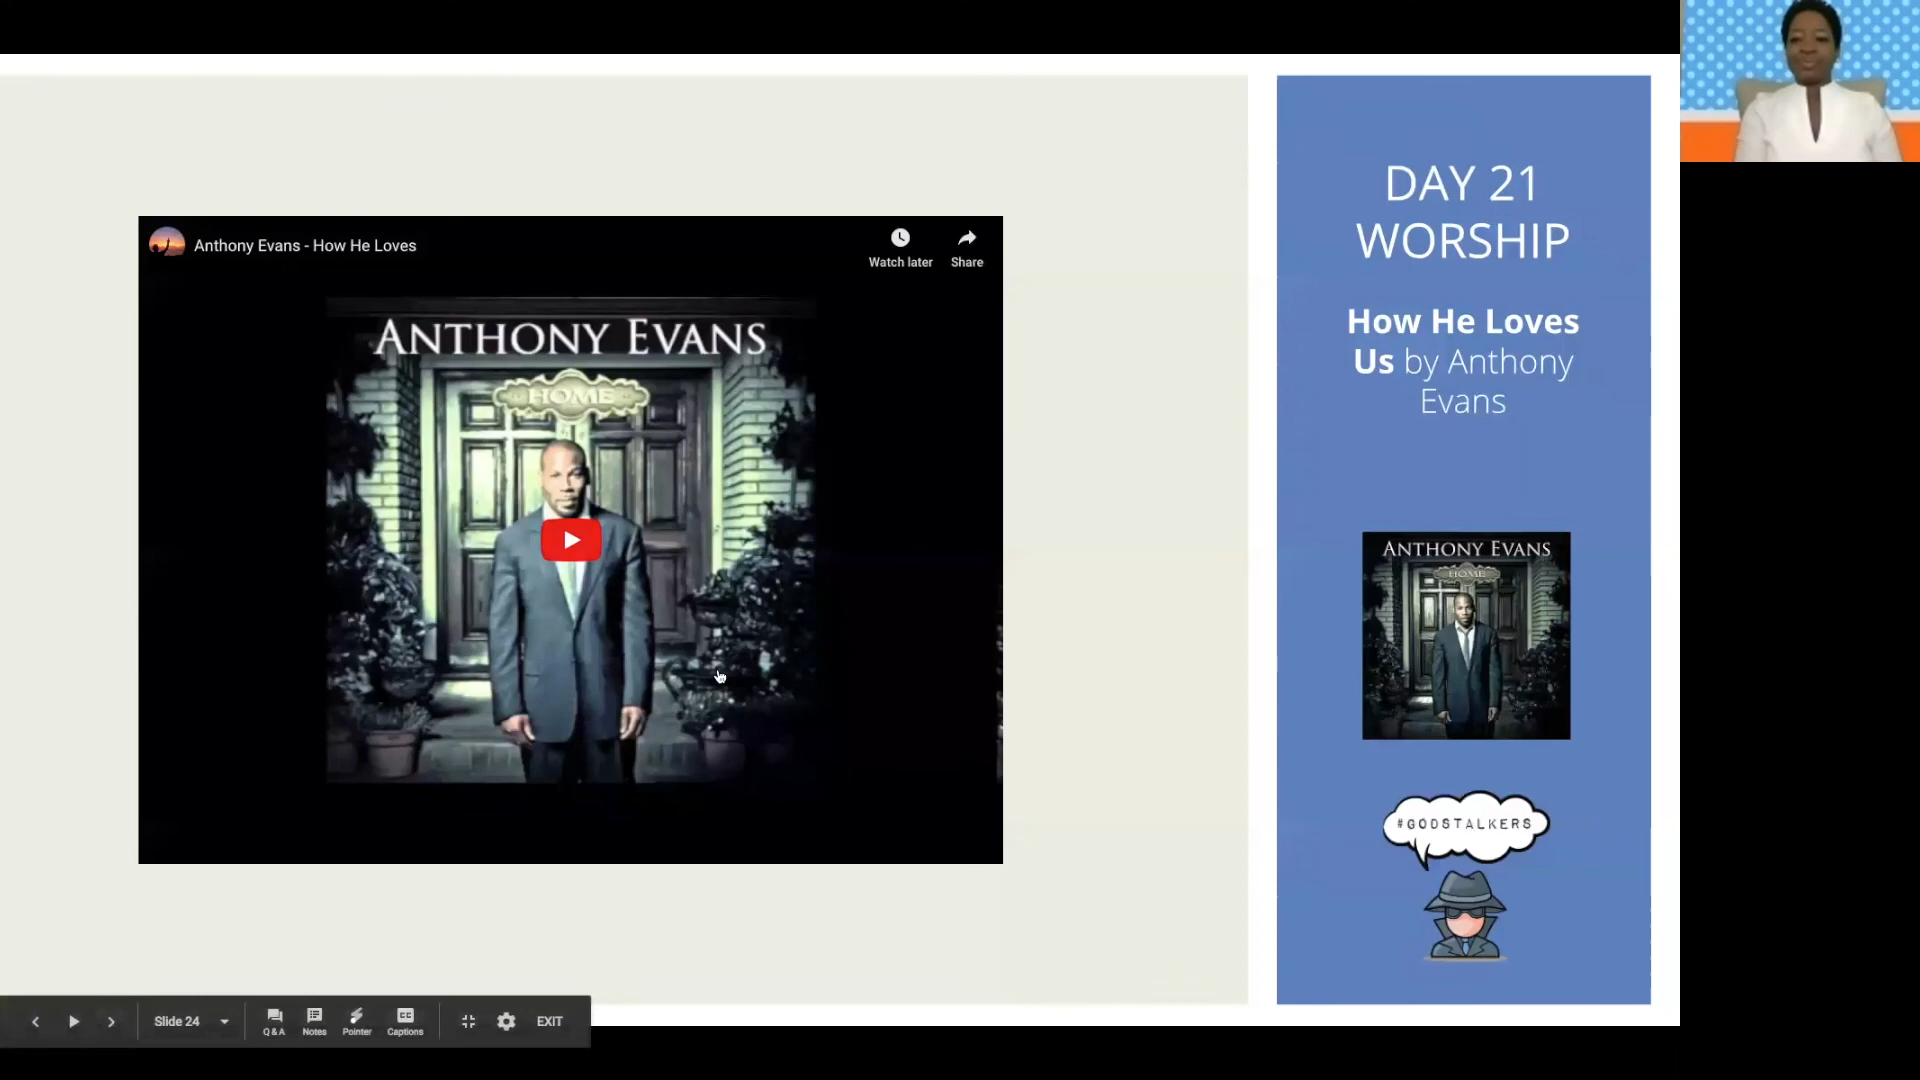 Anthony Evans - How He Loves
Watch later
Share
ANTHONY EVANS
HOME
DAY 21
WORSHIP
How He Loves
Us by Anthony
Evans
ANTHONY EVANS
HOME
#GODSTALKERS
Slide 24
Q & A
Notes
Pointer
Captions
EXIT